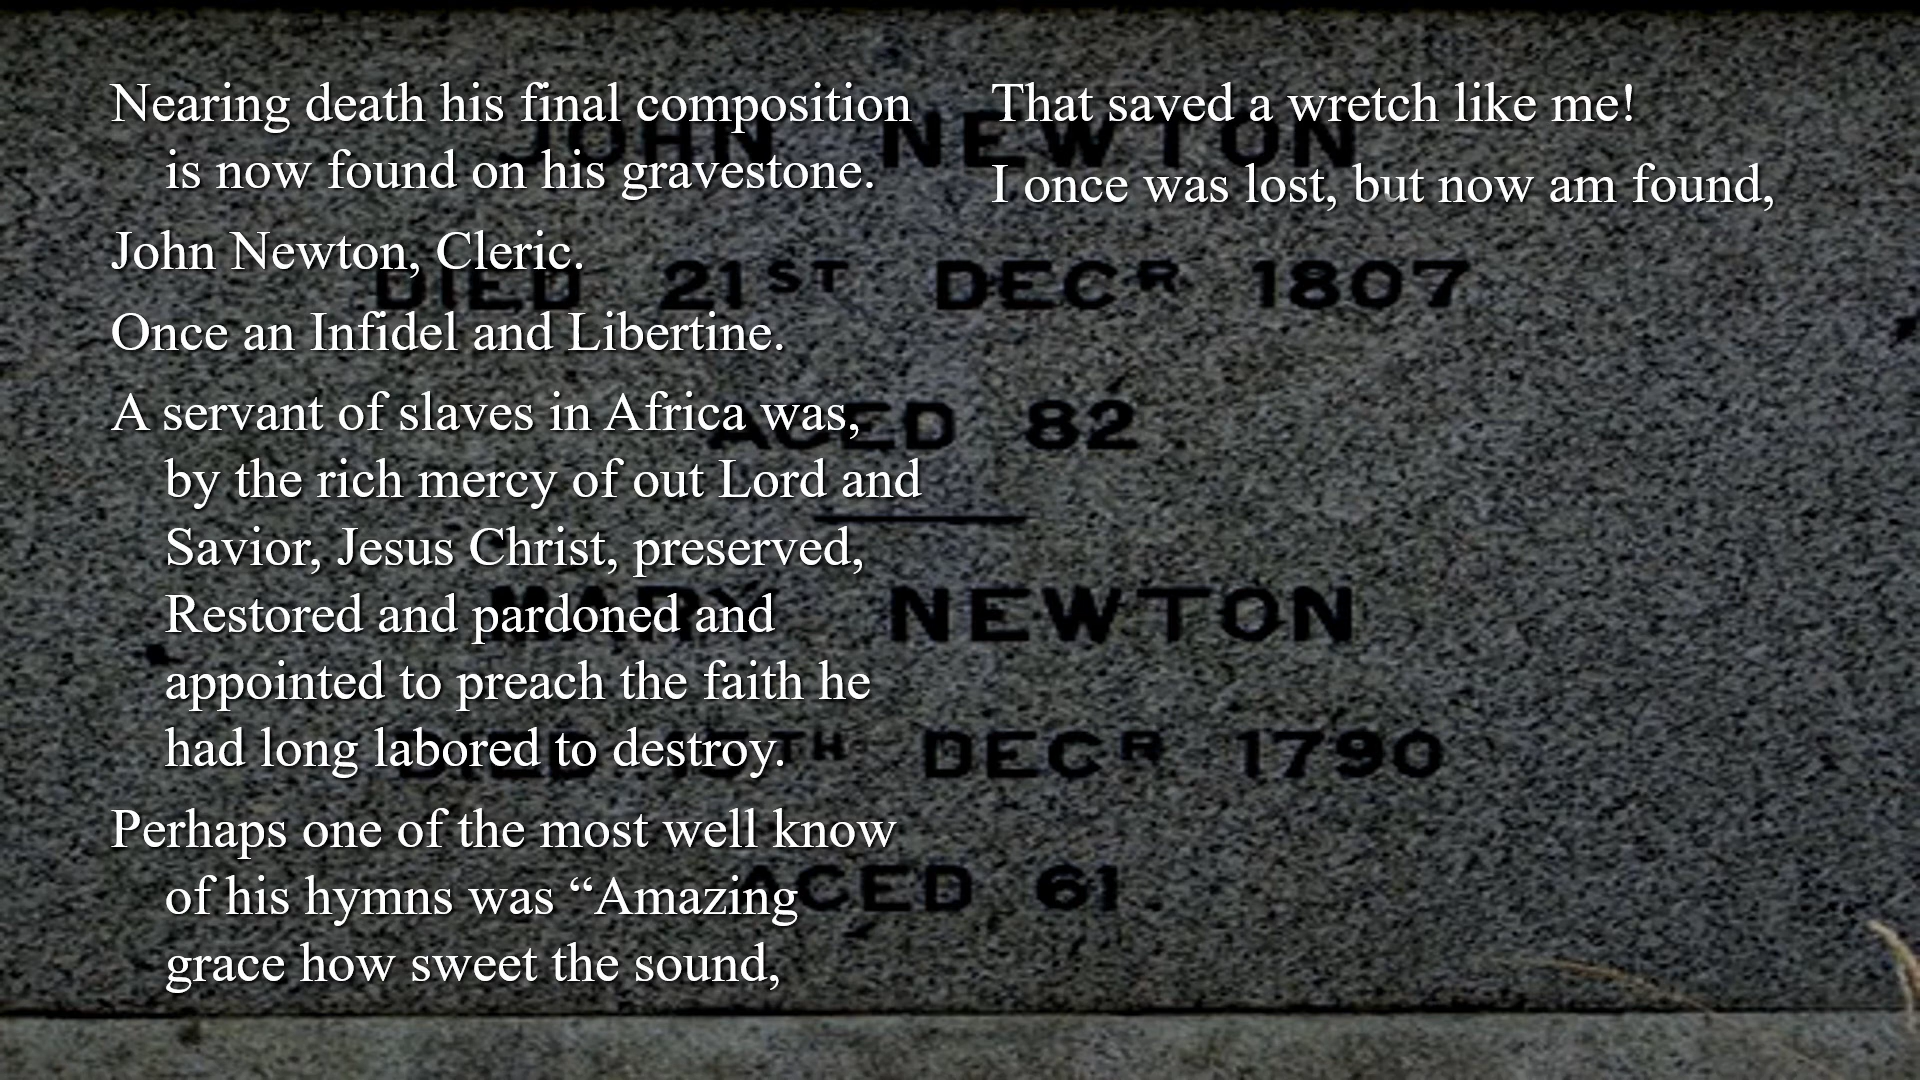 Nearing death his final composition
is now found on his gravestone.
John Newton, Cleric.
Once an Infidel and Libertine.
A servant of slaves in Africa was,
by the rich mercy of out Lord and
Savior, Jesus Christ, preserved,
Restored and pardoned and
appointed to preach the faith he
had long labored to destroy.
Perhaps one of the most well know
of his hymns was “Amazing
grace how sweet the sound,
That saved a wretch like me!
I once was lost, but now am found,
JOHN NEWTON
DIED 21ST DECR 1807
AGED 82
MARY NEWTON
DIED TH DECR 1790
AGED 61